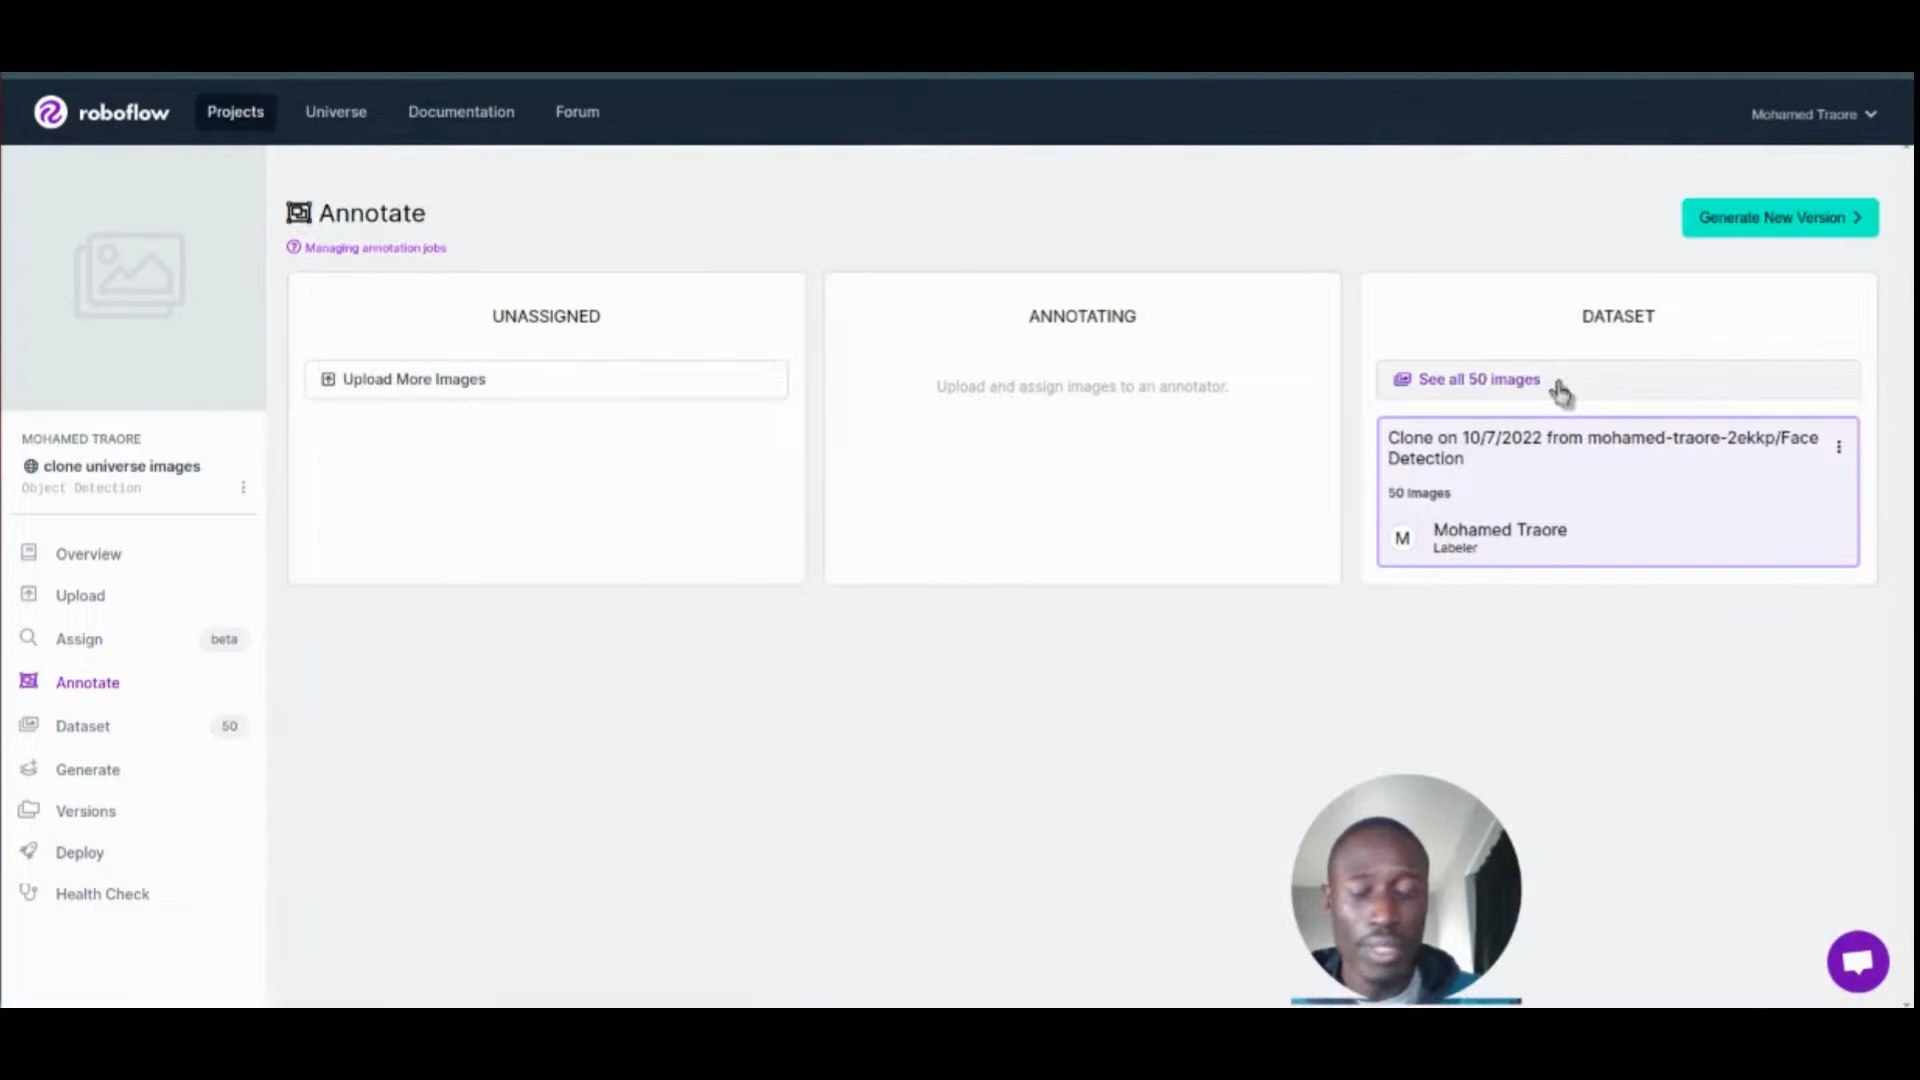 roboflow
Projects
Universe
Documentation
Forum
Mohamed Traore
Annotate
Managing annotation jobs
Generate New Version
UNASSIGNED
Upload More Images
ANNOTATING
Upload and assign images to an annotator.
DATASET
See all 50 images
Clone on 10/7/2022 from mohamed-traore-2ekkp/Face
Detection
50 Images
M
Mohamed Traore
Labeler
MOHAMED TRAORE
clone universe images
Object Detection
Overview
Upload
Assign
beta
Annotate
Dataset
50
Generate
Versions
Deploy
Health Check